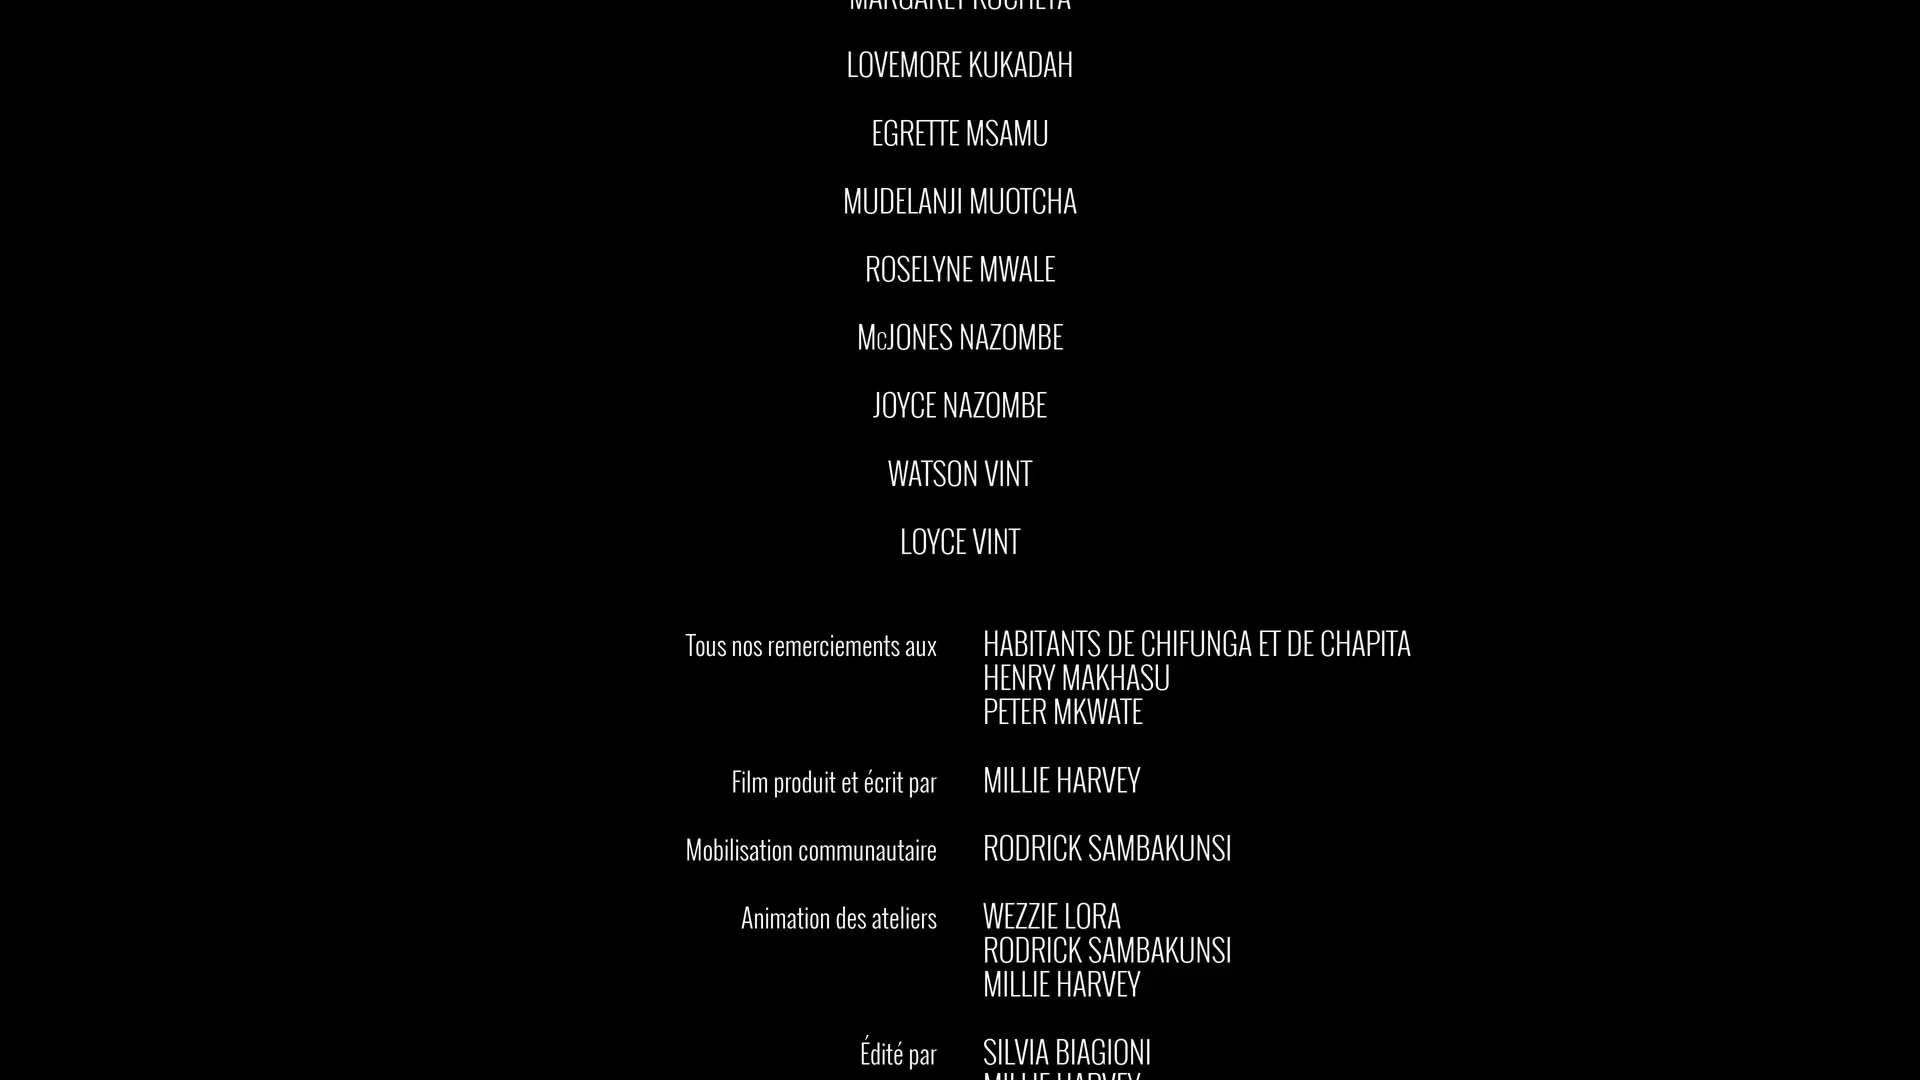 LOVEMORE KUKADAH
EGRETTE MSAMU
MUDELANJI MUOTCHA
ROSELYNE MWALE
McJONES NAZOMBE
JOYCE NAZOMBE
WATSON VINT
LOYCE VINT
Tous nos remerciements aux HABITANTS DE CHIFUNGA ET DE CHAPITA
HENRY MAKHASU
PETER MKWATE
Film produit et écrit par MILLIE HARVEY
Mobilisation communautaire RODRICK SAMBAKUNSI
Animation des ateliers WEZZIE LORA
RODRICK SAMBAKUNSI
MILLIE HARVEY
Édité par SILVIA BIAGIONI
MILLIE HARVEY